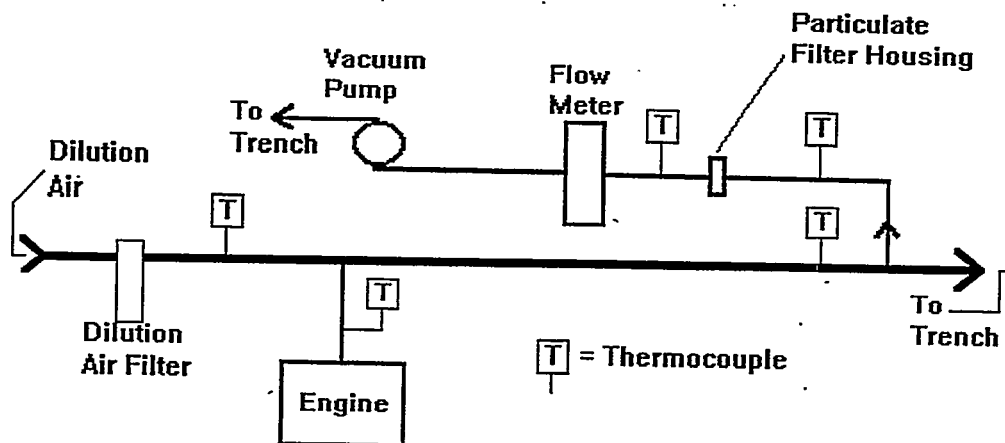 Particulate
Filter Housing
Vacuum
Pump
Flow
Meter
To
Trench
T
T
Dilution
Air
T
T
T
To
Trench
Dilution
Air Filter
T = Thermocouple
Engine